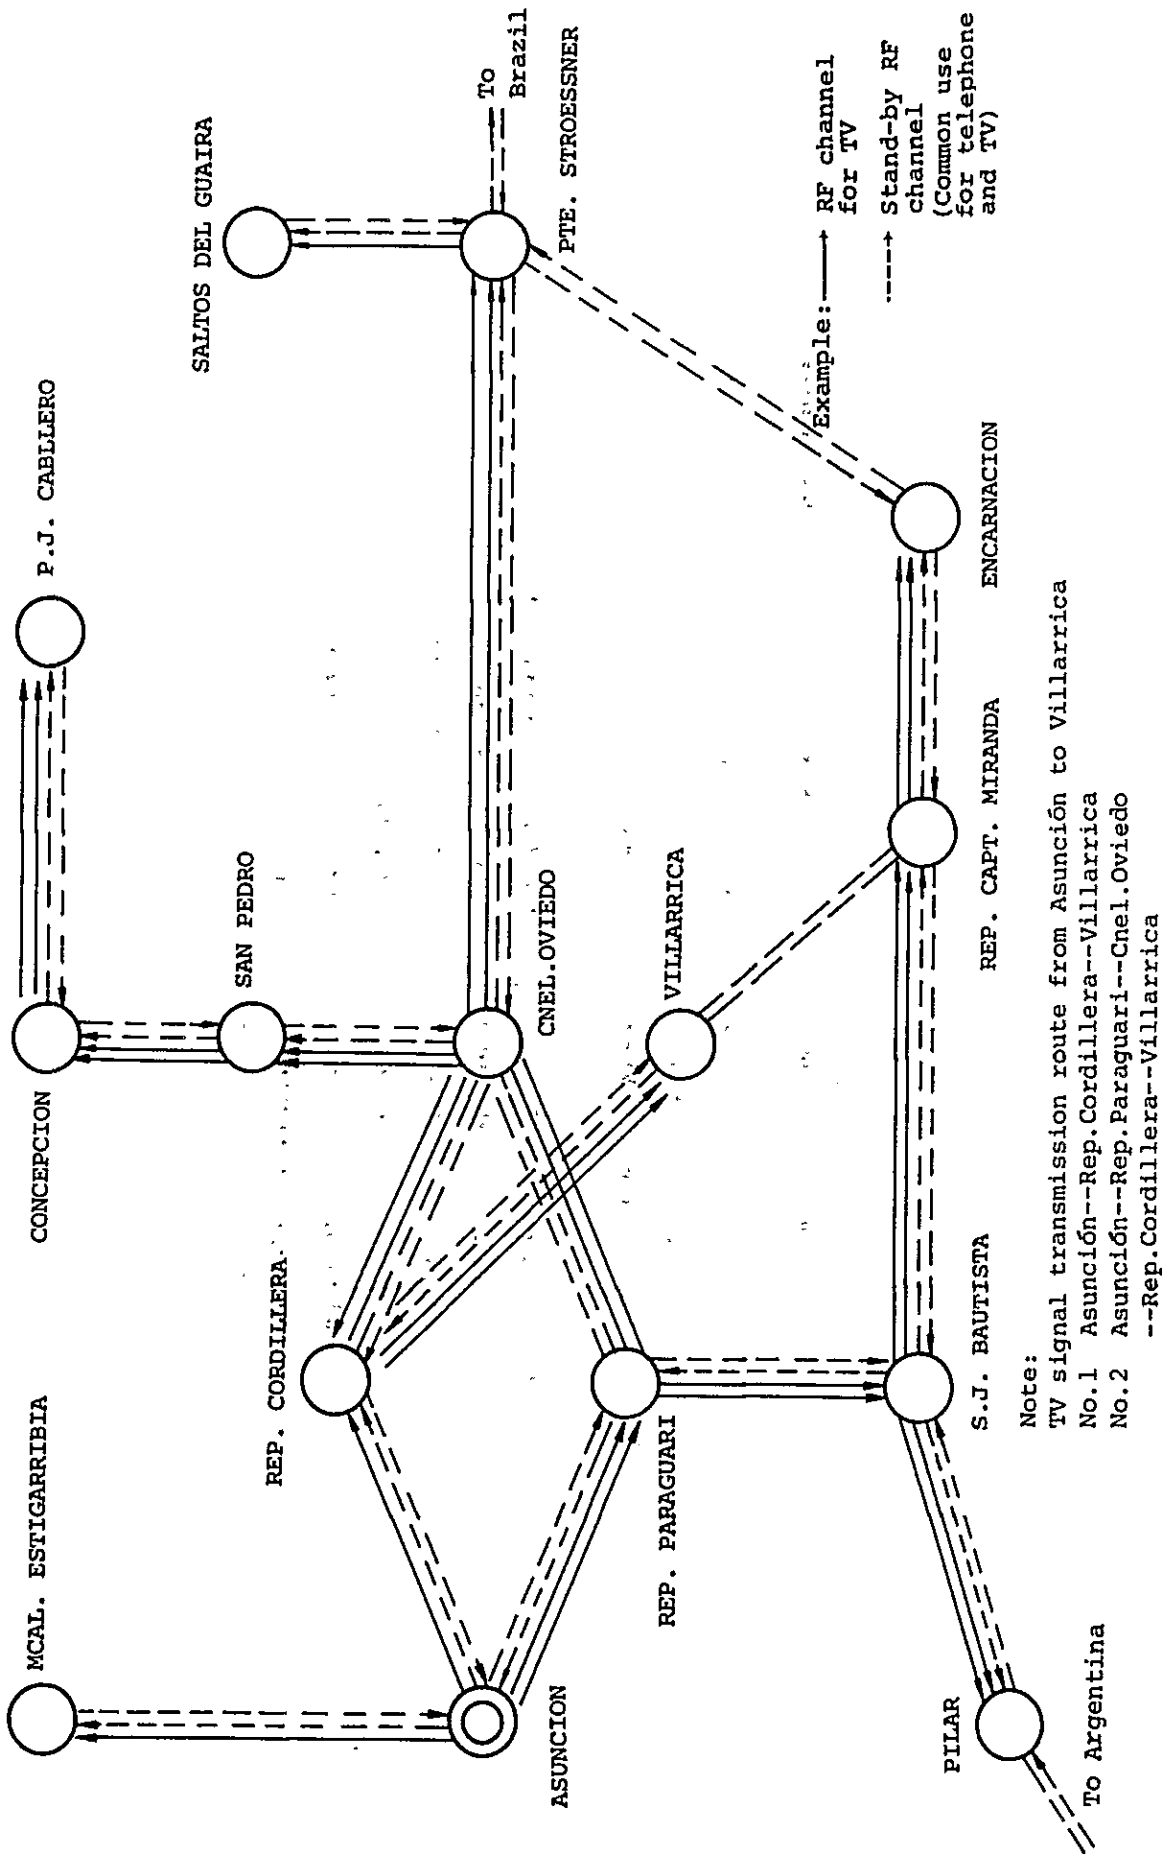 MCAL. ESTIGARRIBIA
CONCEPCION
P.J. CABLLERO
SAN PEDRO
SALTOS DEL GUAIRA
REP. CORDILLERA
ASUNCION
CNEL.OVIEDO
To
Brazil
PTE. STROESSNER
VILLARRICA
REP. PARAGUARI
PILAR
To Argentina
S.J. BAUTISTA
REP. CAPT. MIRANDA
ENCARNACION
Example: RF channel
for TV
Stand-by RF
channel
(Common use
for telephone
and TV)
Note:
TV signal transmission route from Asunción to Villarrica
No.1 Asunción--Rep.Cordillera--Villarrica
No.2 Asunción--Rep.Paraguari--Cnel.Oviedo
--Rep.Cordillera--Villarrica